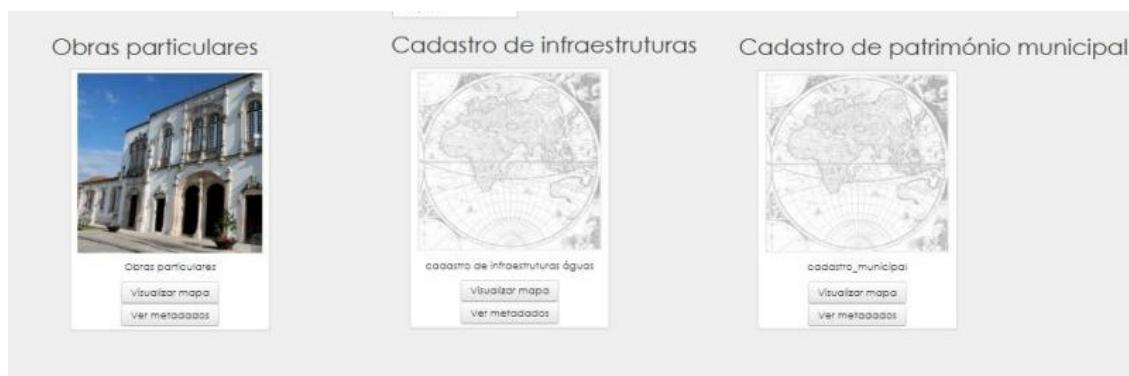 Obras particulares
Cadastro de infraestruturas
Cadastro de património municipal
Obras particulares
cadastro de infraestruturas águas
cadastro_municipal
Visualizar mapa
Visualizar mapa
Visualizar mapa
Ver metadados
Ver metadados
Ver metadados